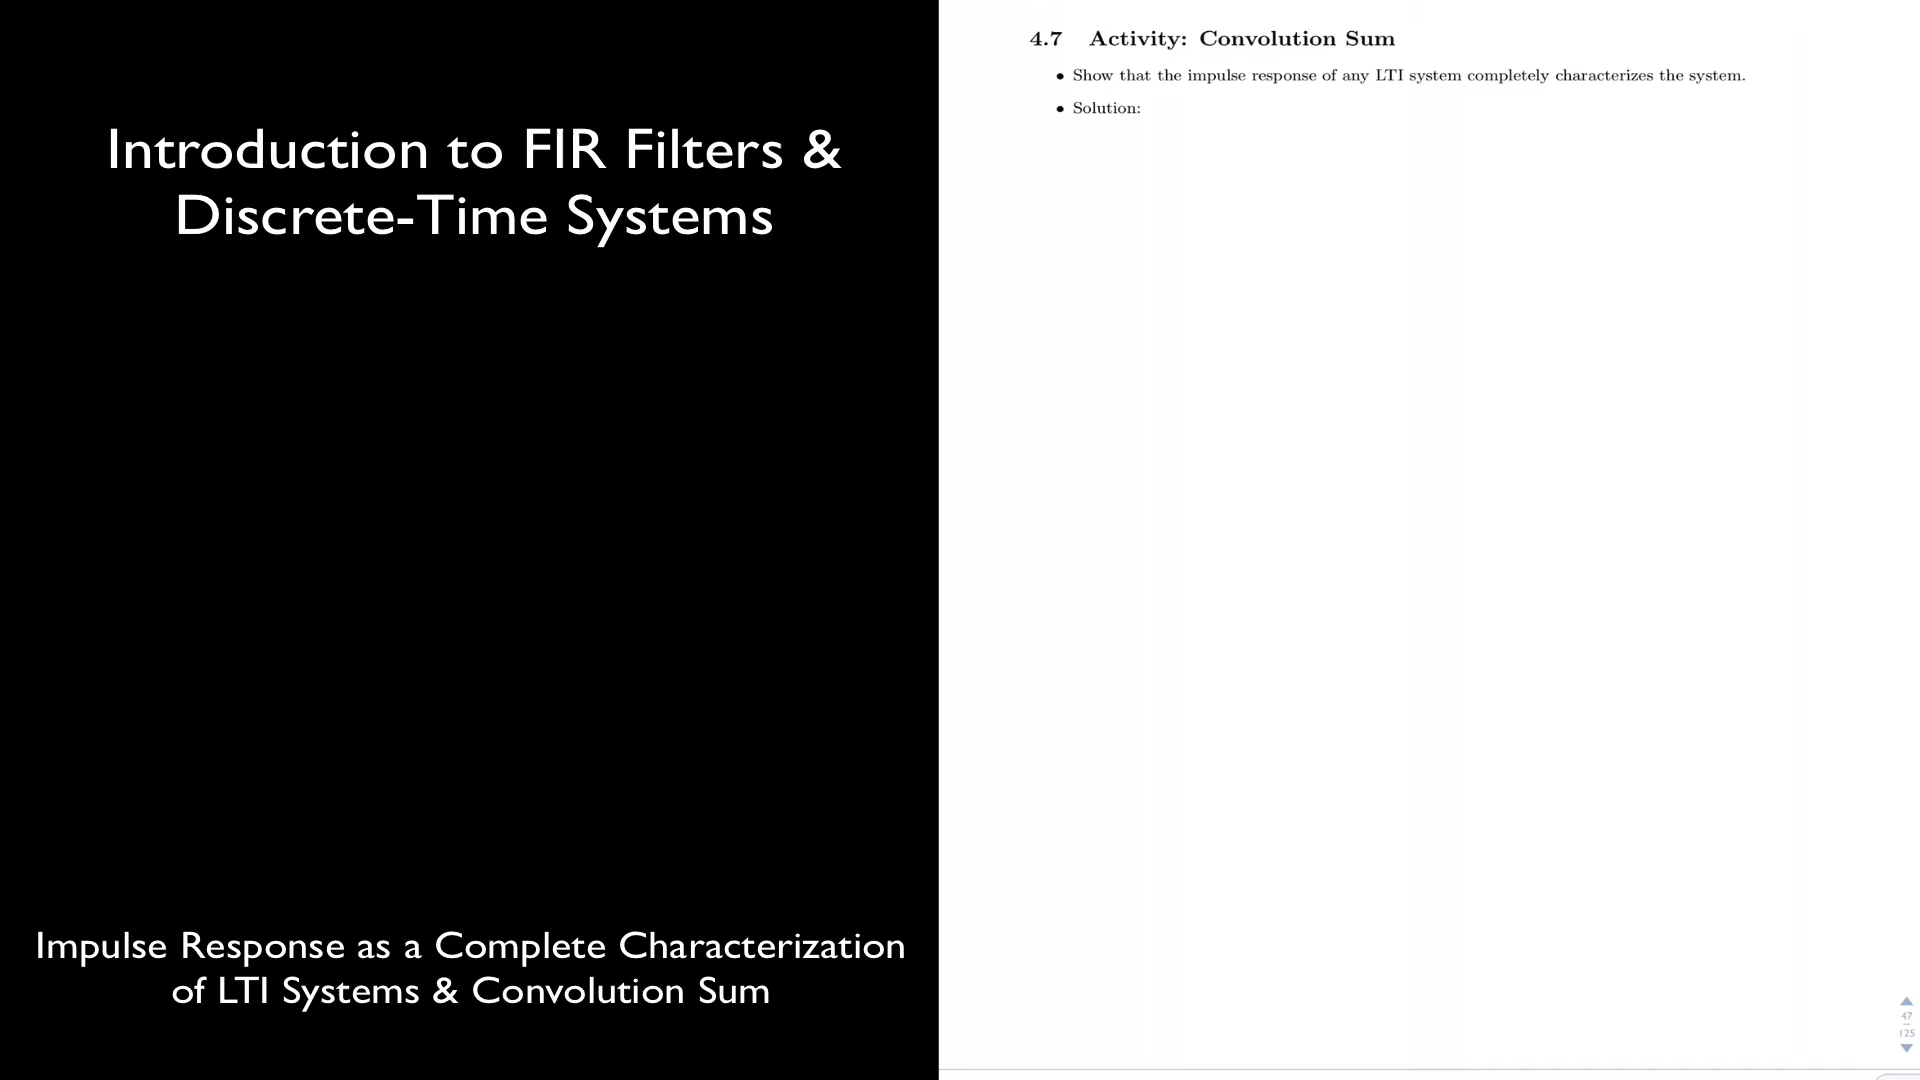 Introduction to FIR Filters &
Discrete-Time Systems
Impulse Response as a Complete Characterization
of LTI Systems & Convolution Sum
4.7 Activity: Convolution Sum
• Show that the impulse response of any LTI system completely characterizes the system.
• Solution:
47
125